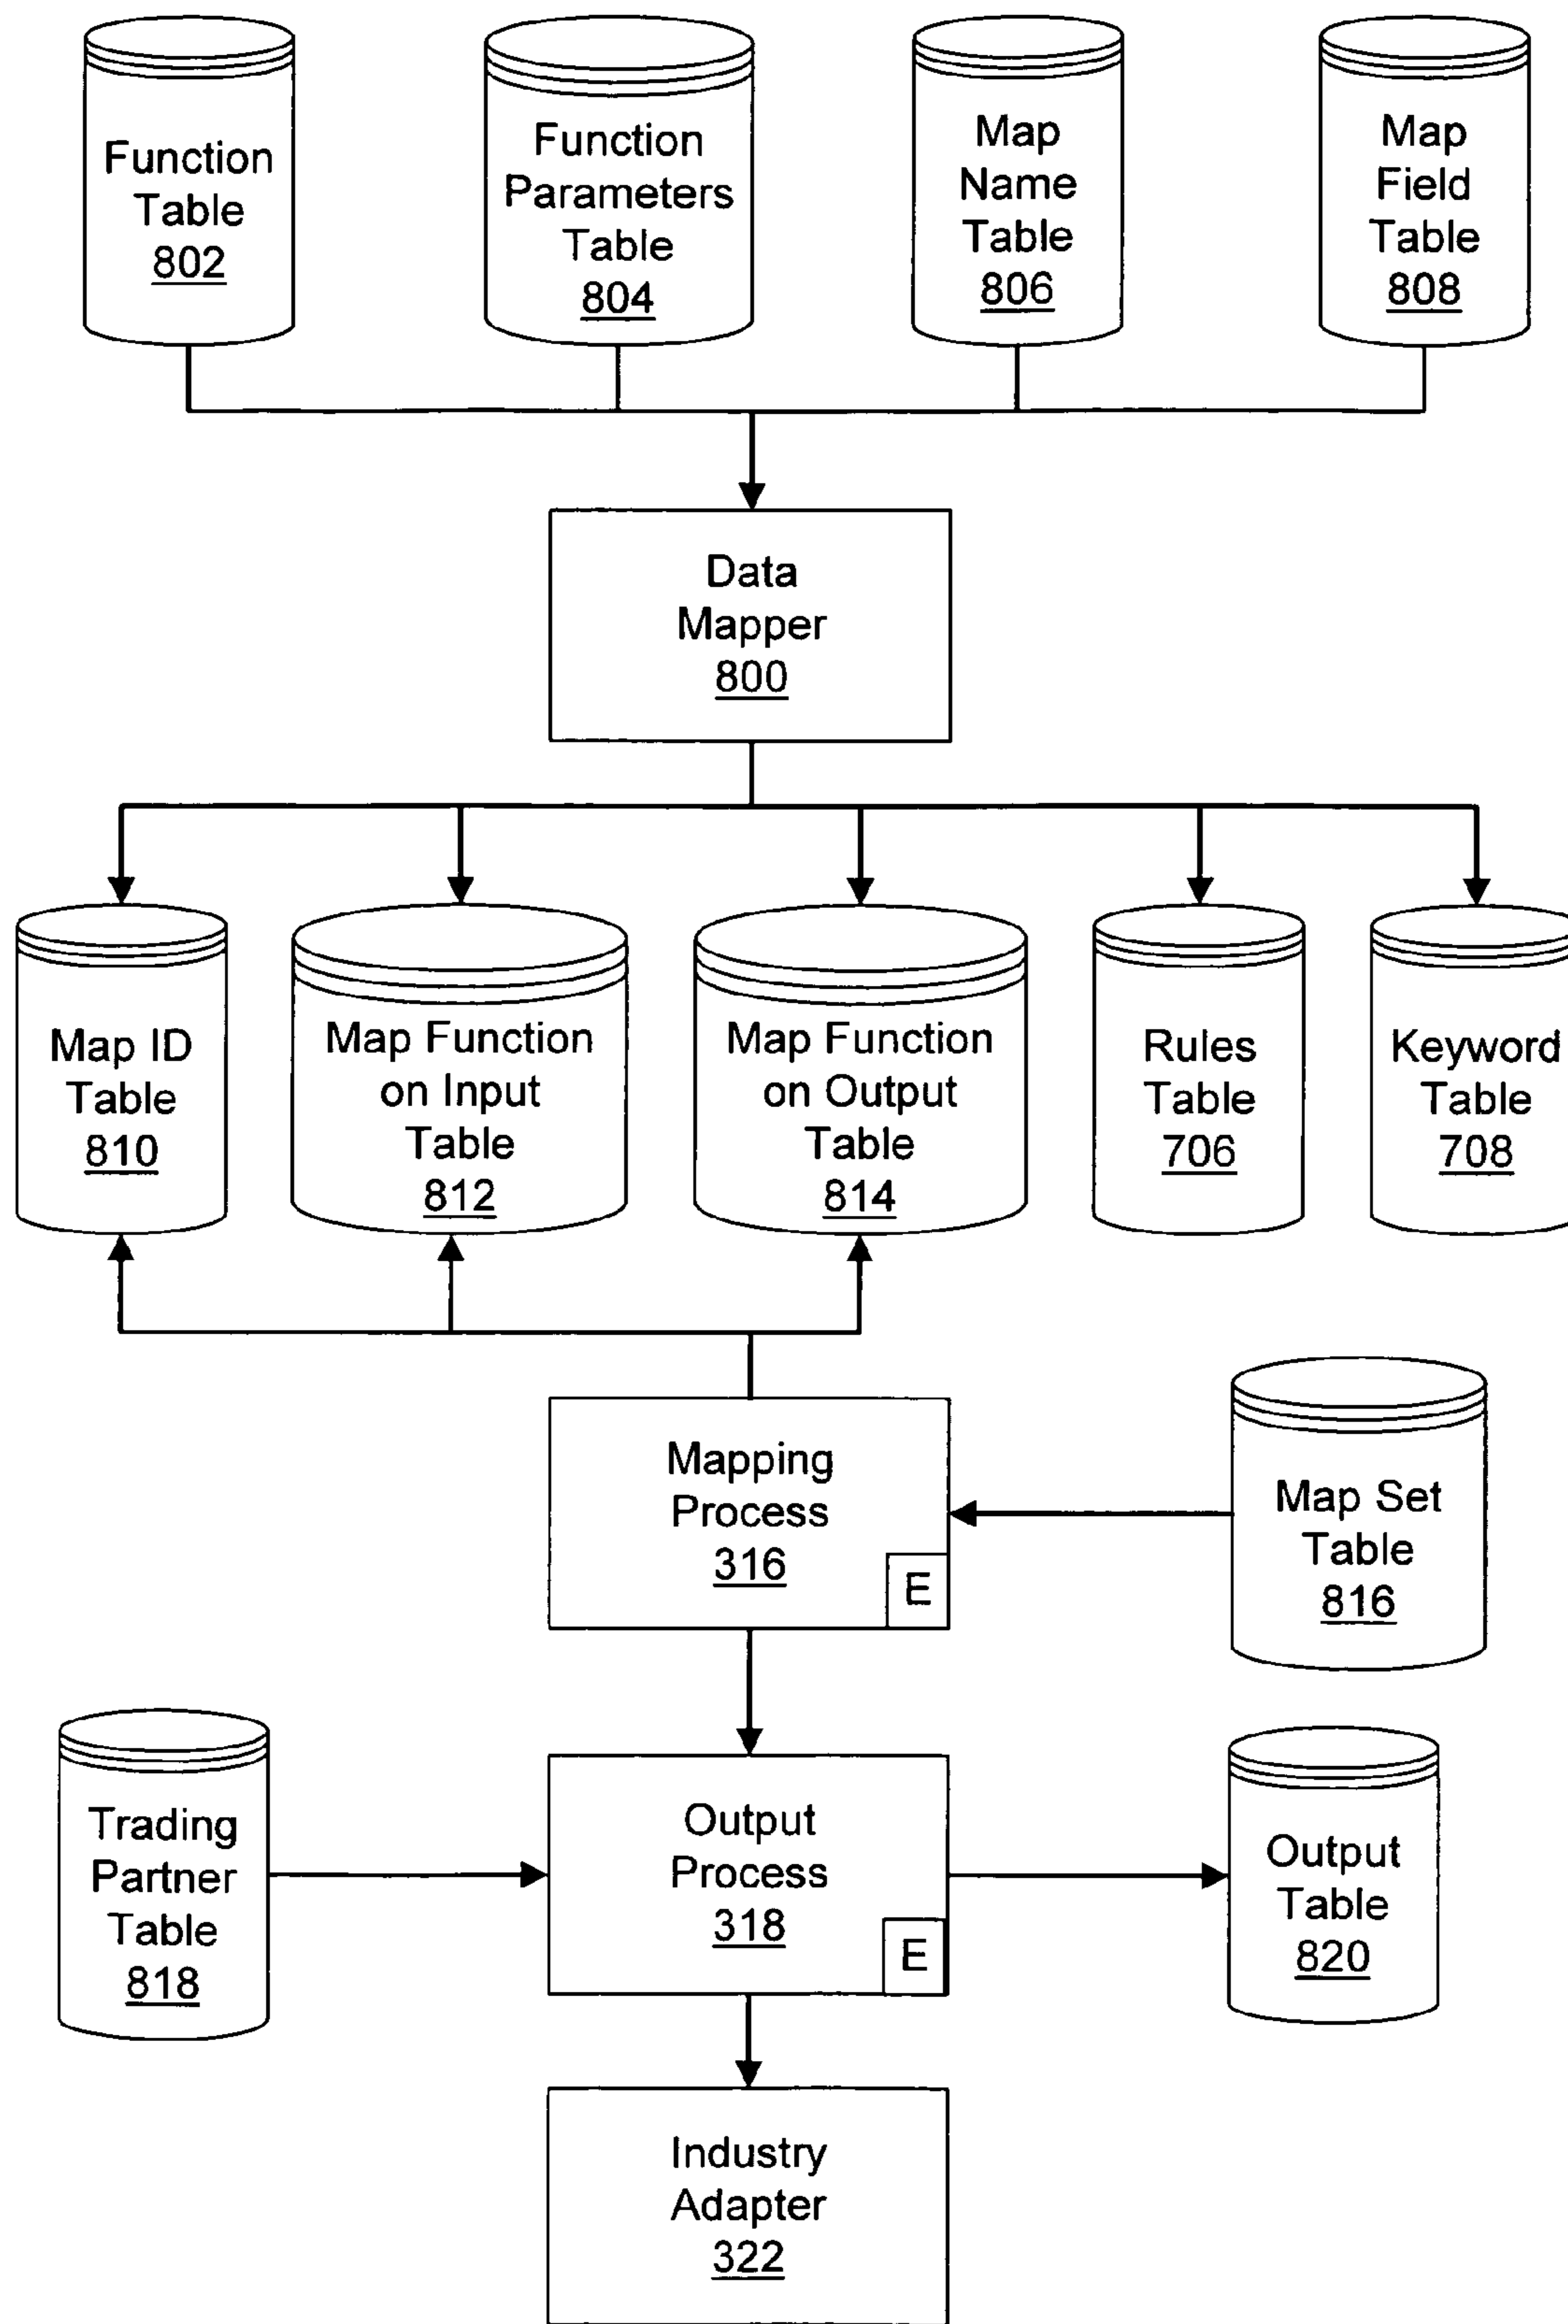 Function
Table
802
Function
Parameters
Table
804
Map
Name
Table
806
Map
Field
Table
808
Data
Mapper
800
Map ID
Table
810
Map Function
on Input
Table
812
Map Function
on Output
Table
814
Rules
Table
706
Keyword
Table
708
Mapping
Process
316
E
Map Set
Table
816
Trading
Partner
Table
818
Output
Process
318
E
Output
Table
820
Industry
Adapter
322